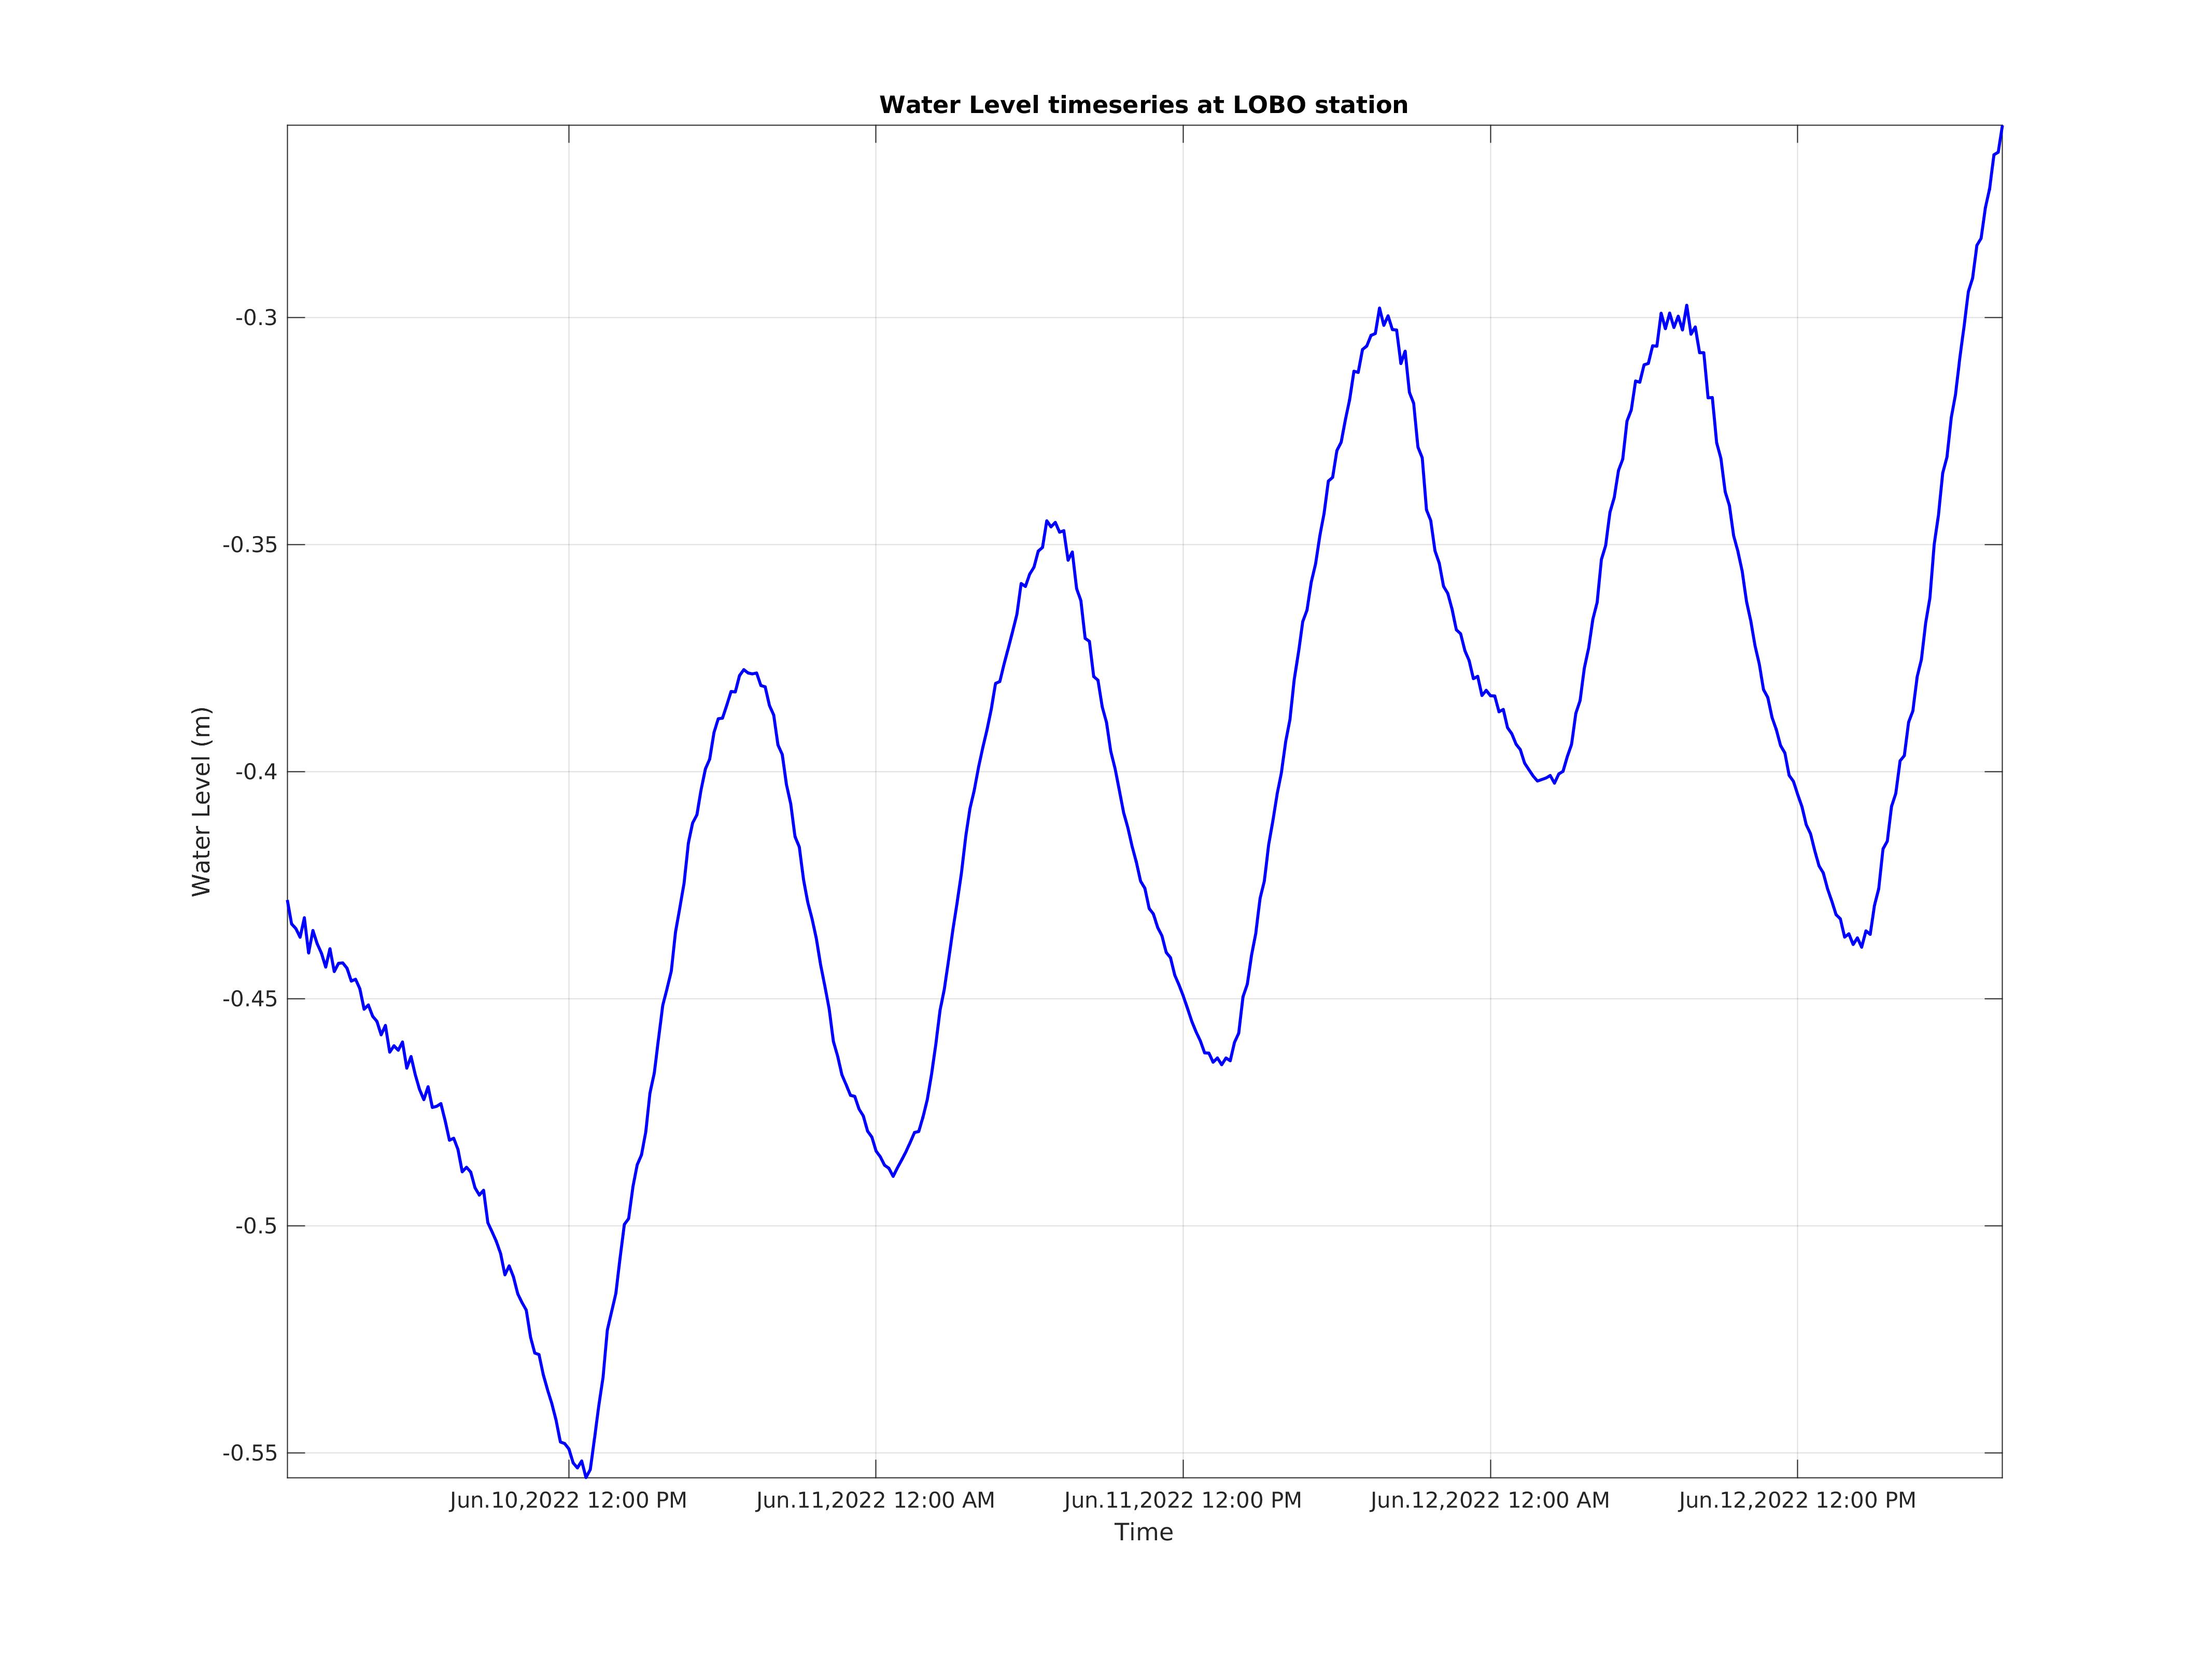 Water Level timeseries at LOBO station
-0.3
-0.35
-0.4
-0.45
-0.5
-0.55
Water Level (m)
Jun.10,2022 12:00 PM
Jun.11,2022 12:00 AM
Jun.11,2022 12:00 PM
Jun.12,2022 12:00 AM
Jun.12,2022 12:00 PM
Time